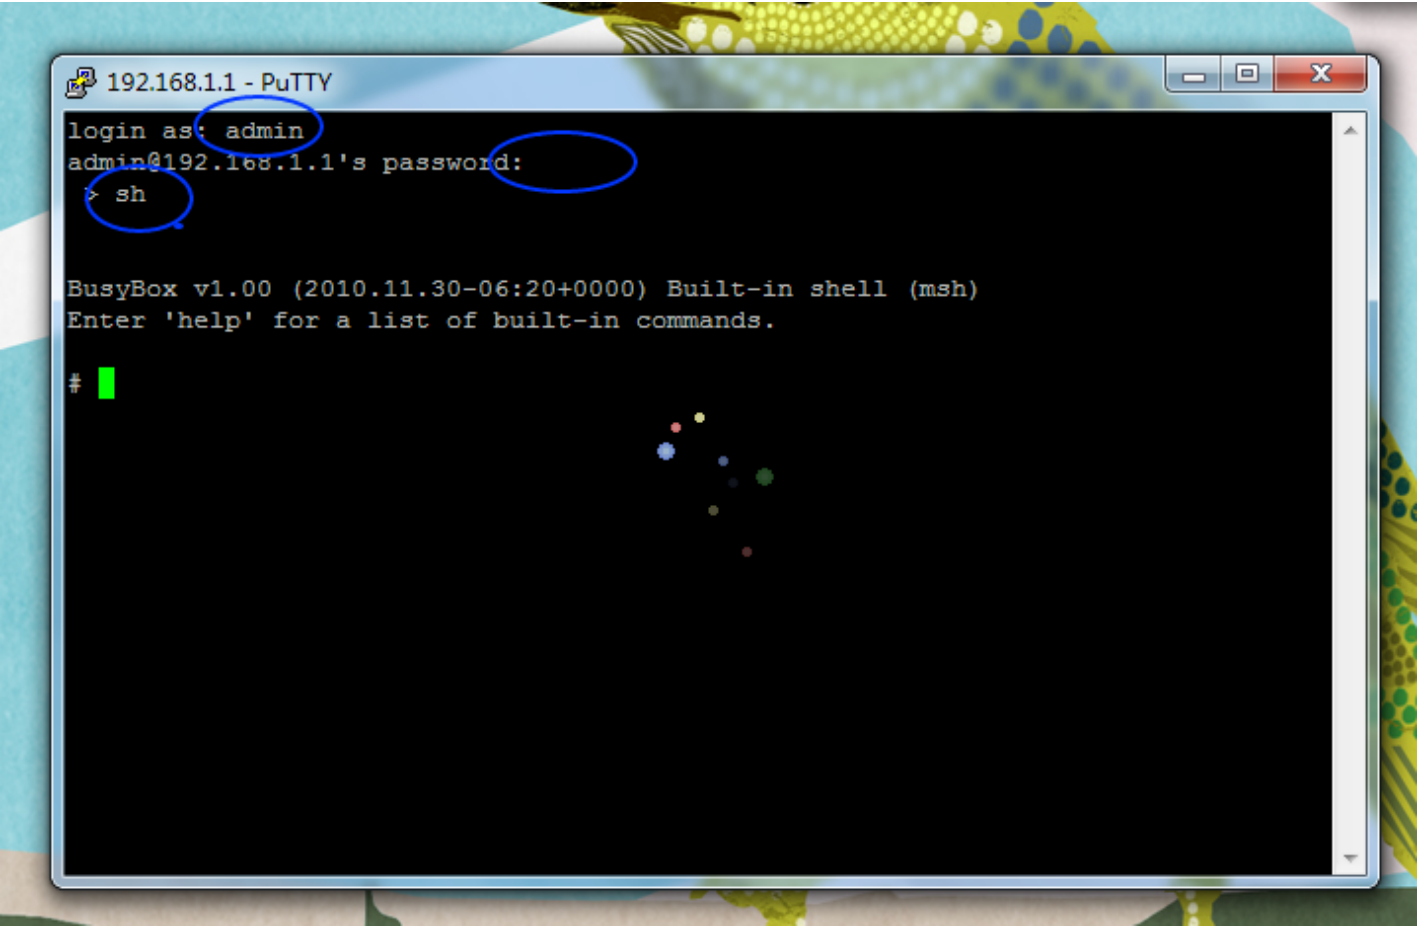 192.168.1.1 - PuTTY
login as: admin
admin@192.168.1.1's password:
> sh
BusyBox v1.00 (2010.11.30-06:20+0000) Built-in shell (msh)
Enter 'help' for a list of built-in commands.
#